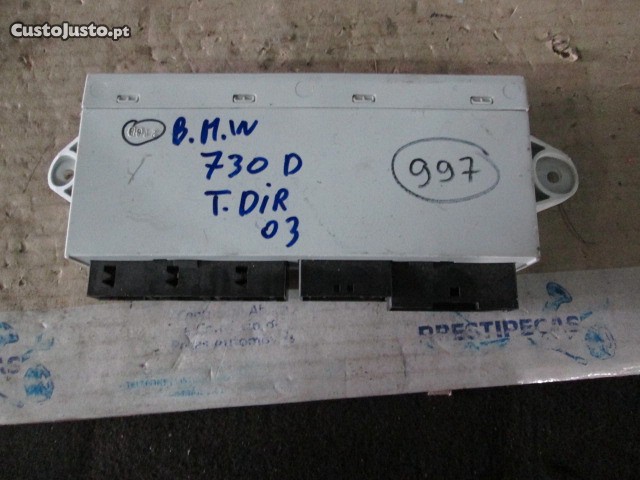 CustoJusto.pt
B.M.W
730 D
T.DiR
03
997
PRESTIPEÇAS